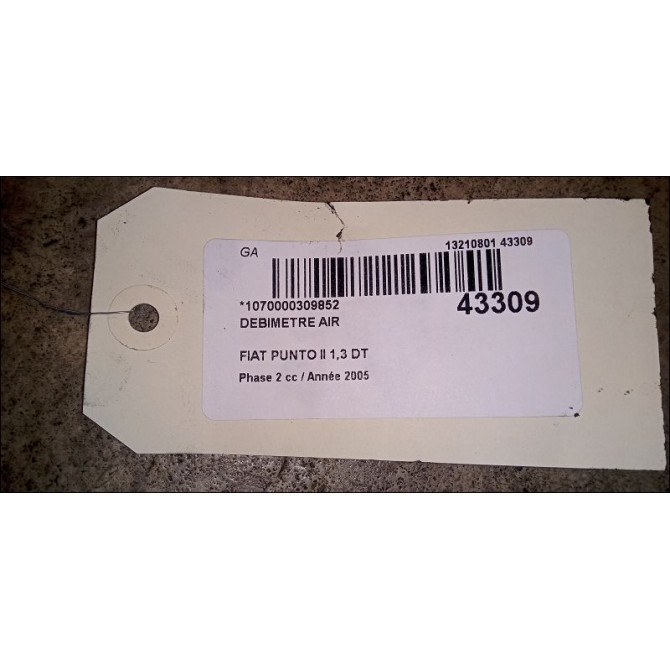 GA
13210801 43309
*1070000309852
43309
DEBIMETRE AIR
FIAT PUNTO II 1,3 DT
Phase 2 cc / Année 2005